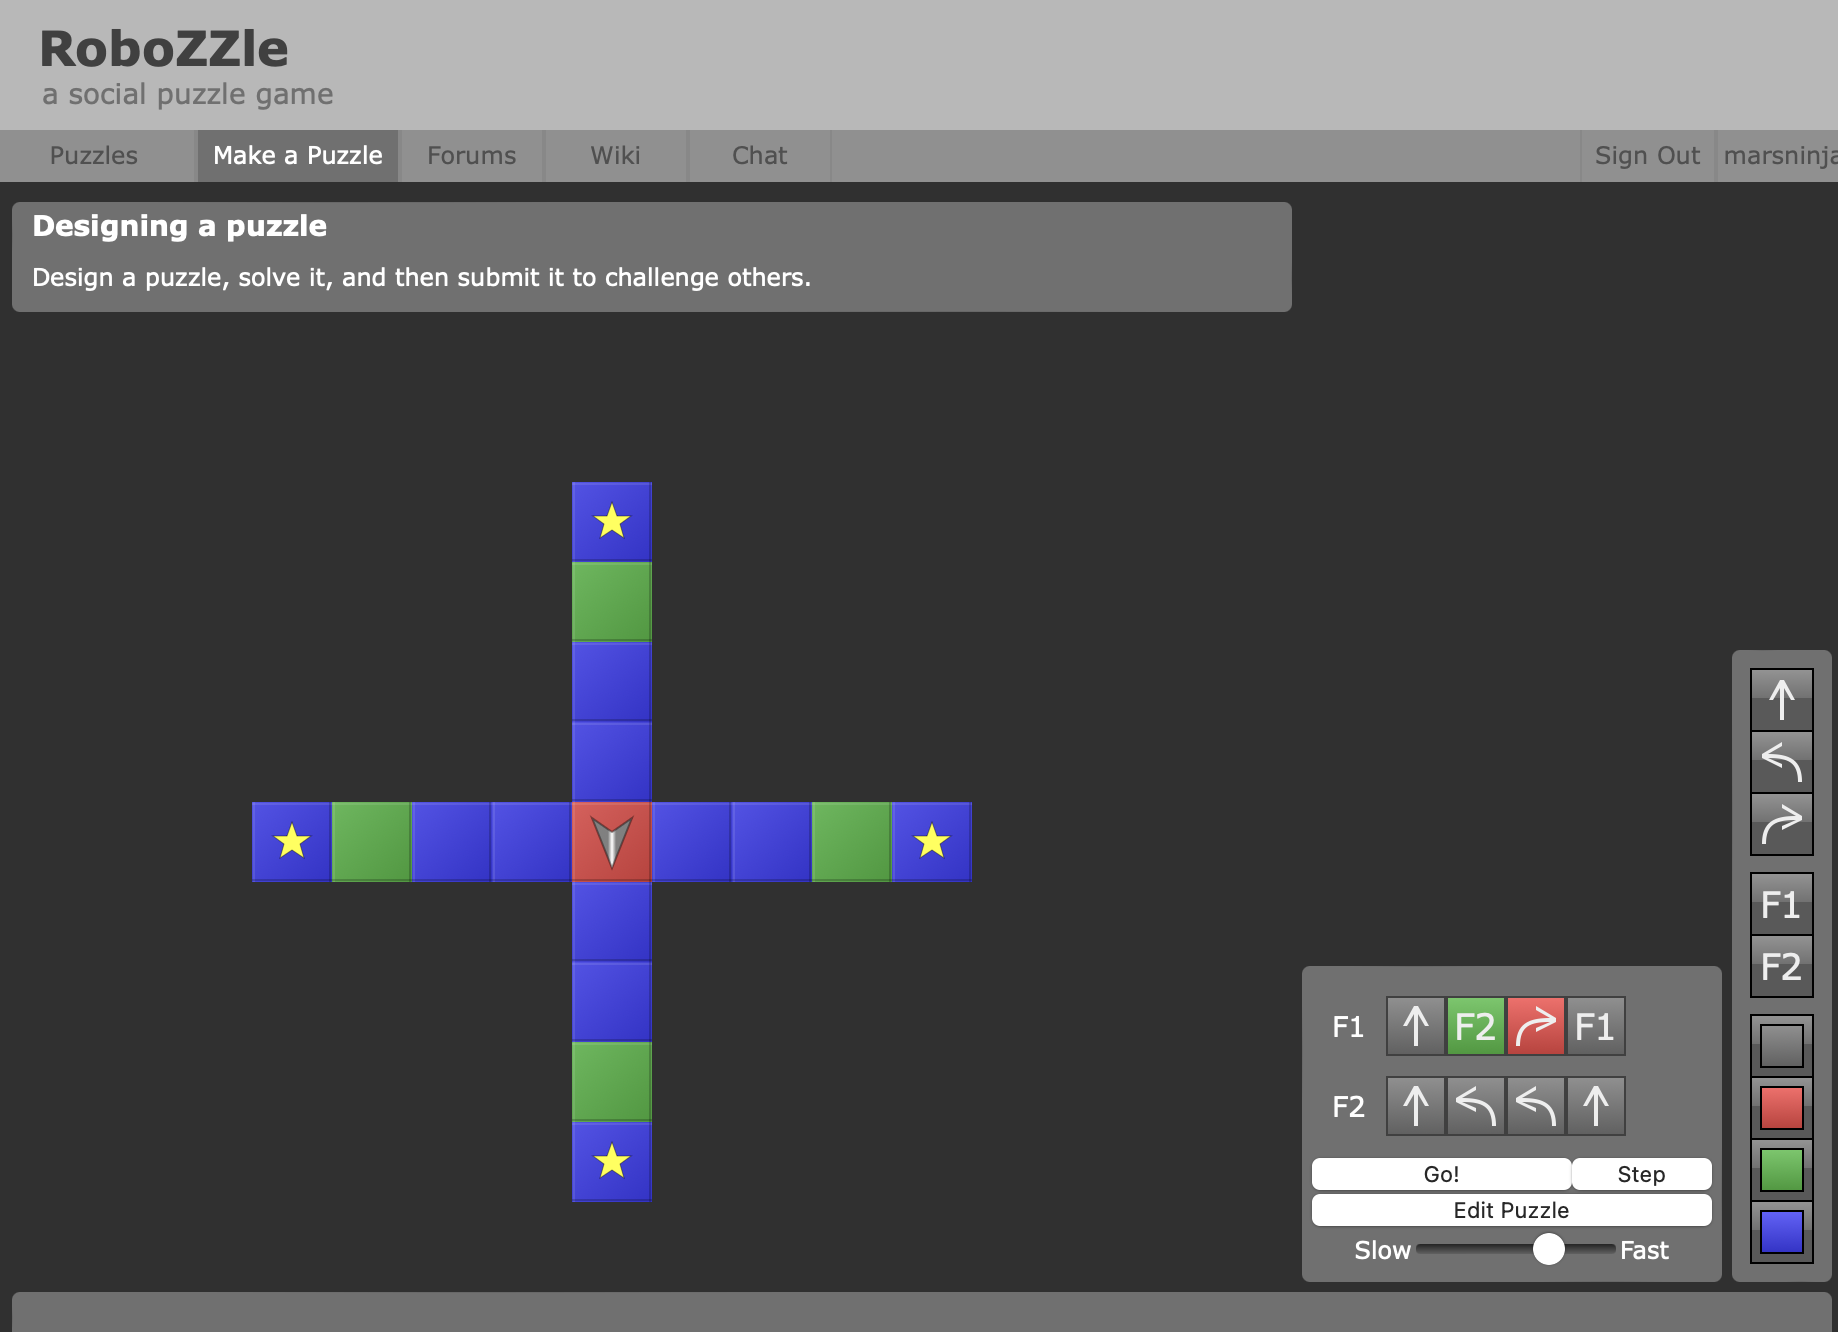 RoboZZle
a social puzzle game
Puzzles Make a Puzzle Forums Wiki Chat Sign Out marsninja
Designing a puzzle
Design a puzzle, solve it, and then submit it to challenge others.
F1
F2
F1 F2 F1
F2
Go! Step
Edit Puzzle
Slow Fast